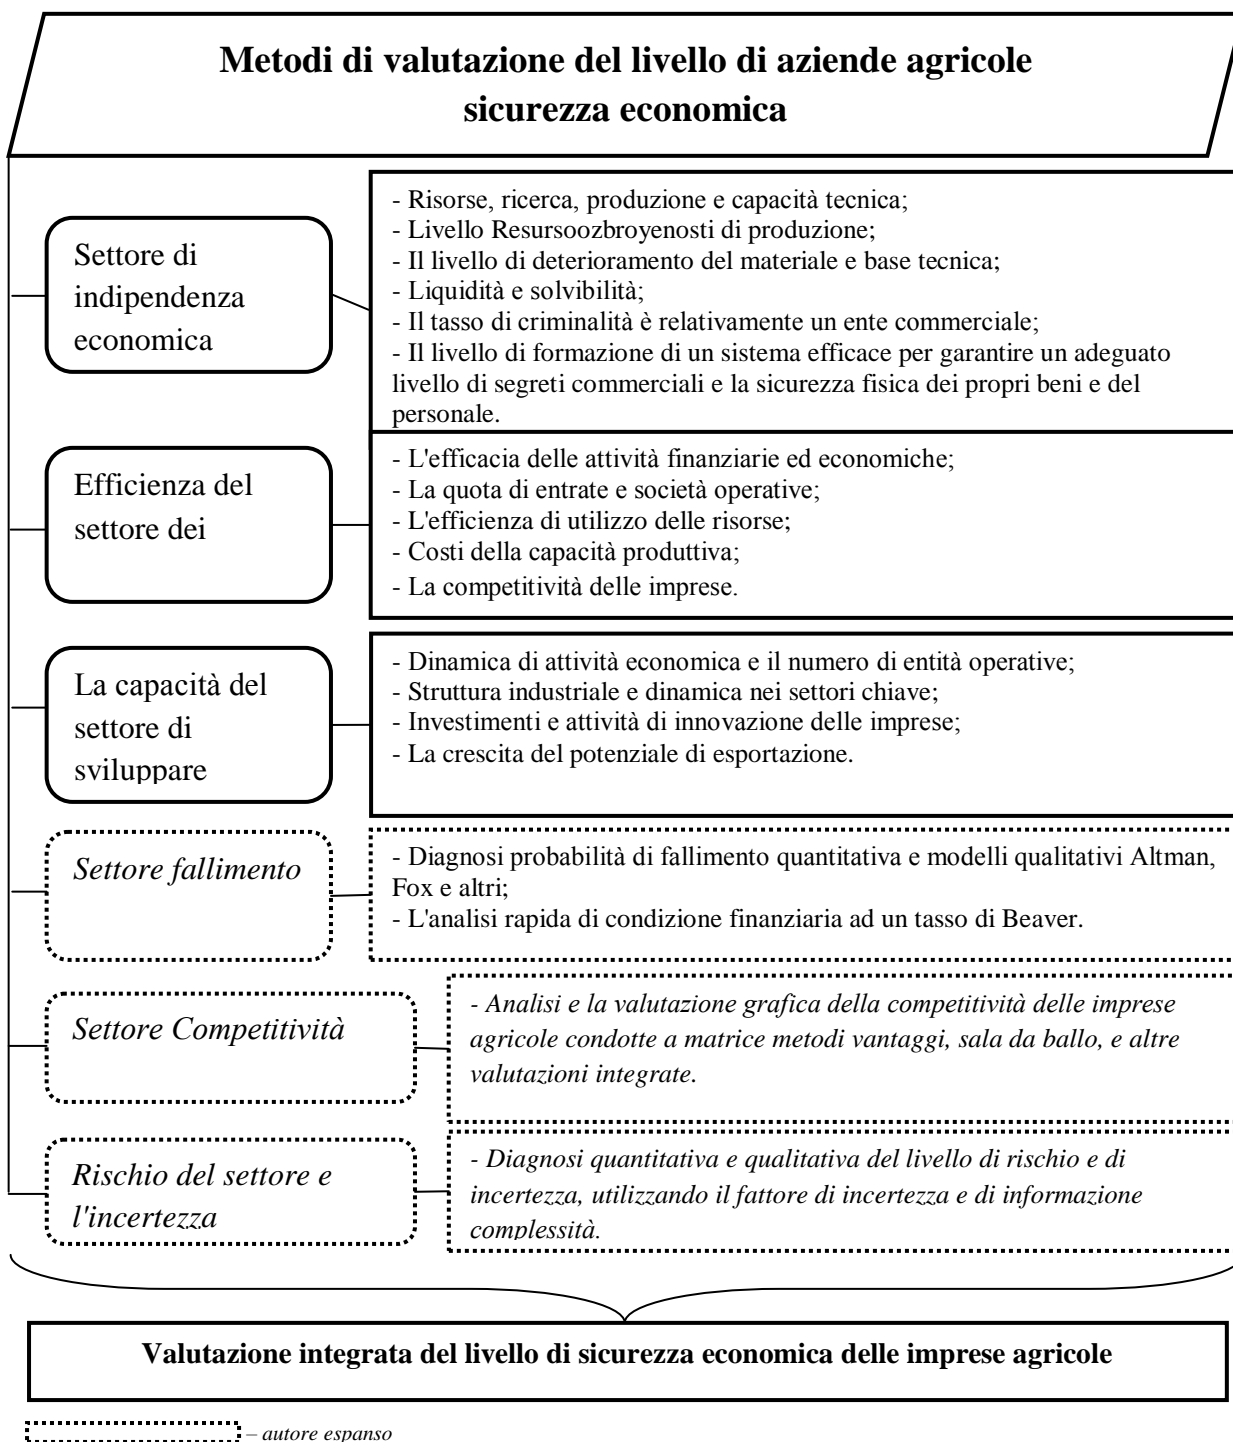 Metodi di valutazione del livello di aziende agricole
sicurezza economica
Settore di
indipendenza
economica
- Risorse, ricerca, produzione e capacità tecnica;
- Livello Resursoozbroyenosti di produzione;
- Il livello di deterioramento del materiale e base tecnica;
- Liquidità e solvibilità;
- Il tasso di criminalità è relativamente un ente commerciale;
- Il livello di formazione di un sistema efficace per garantire un adeguato
livello di segreti commerciali e la sicurezza fisica dei propri beni e del
personale.
Efficienza del
settore dei
- L'efficacia delle attività finanziarie ed economiche;
- La quota di entrate e società operative;
- L'efficienza di utilizzo delle risorse;
- Costi della capacità produttiva;
- La competitività delle imprese.
La capacità del
settore di
sviluppare
- Dinamica di attività economica e il numero di entità operative;
- Struttura industriale e dinamica nei settori chiave;
- Investimenti e attività di innovazione delle imprese;
- La crescita del potenziale di esportazione.
Settore fallimento
- Diagnosi probabilità di fallimento quantitativa e modelli qualitativi Altman,
Fox e altri;
- L'analisi rapida di condizione finanziaria ad un tasso di Beaver.
Settore Competitività
- Analisi e la valutazione grafica della competitività delle imprese
agricole condotte a matrice metodi vantaggi, sala da ballo, e altre
valutazioni integrate.
Rischio del settore e
l'incertezza
- Diagnosi quantitativa e qualitativa del livello di rischio e di
incertezza, utilizzando il fattore di incertezza e di informazione
complessità.
Valutazione integrata del livello di sicurezza economica delle imprese agricole
– autore espanso